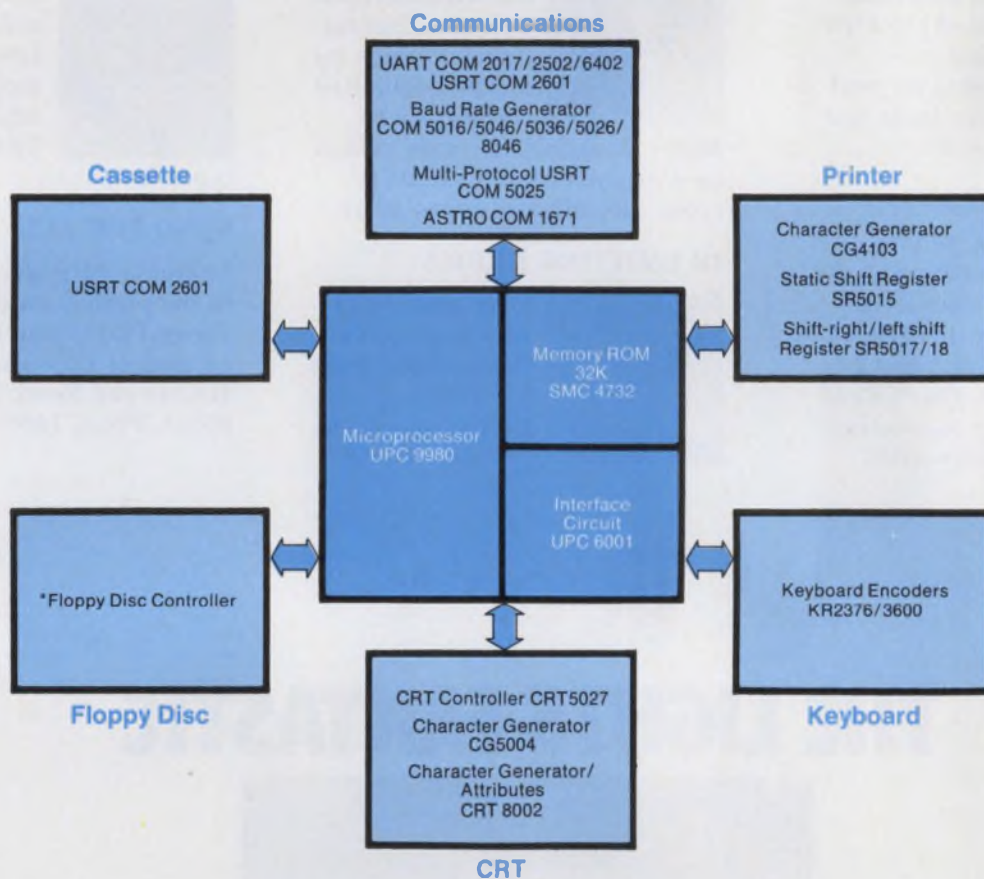 Communications
UART COM 2017/2502/6402
USRT COM 2601
Baud Rate Generator
COM 5016/5046/5036/5026/
8046
Multi-Protocol USRT
COM 5025
ASTRO COM 1671
Cassette
USRT COM 2601
Printer
Character Generator
CG4103
Static Shift Register
SR5015
Shift-right/left shift
Register SR5017/18
Microprocessor
UPC 9980
Memory ROM
32K
SMC 4732
Interface
Circuit
UPC 6001
*Floppy Disc Controller
Floppy Disc
Keyboard Encoders
KR2376/3600
Keyboard
CRT Controller CRT5027
Character Generator
CG5004
Character Generator/
Attributes
CRT 8002
CRT